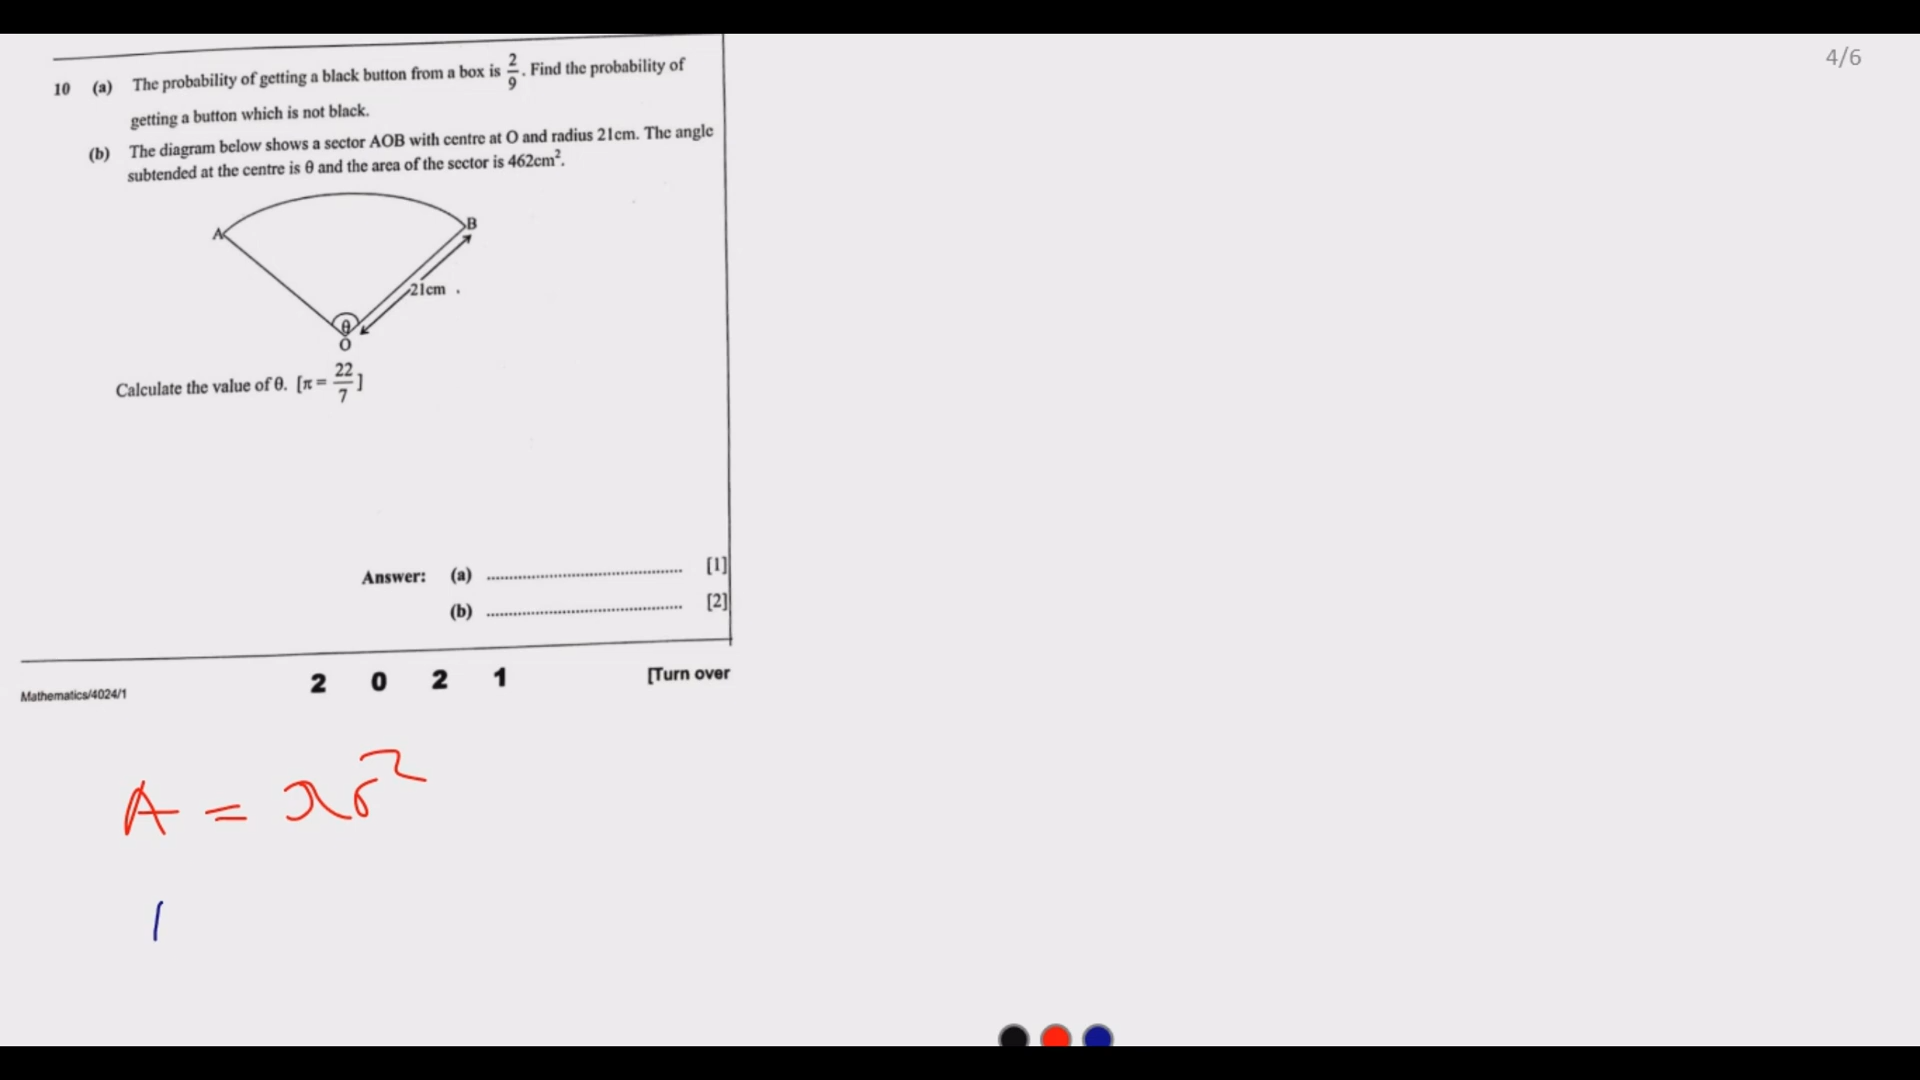 4/6
10 (a) The probability of getting a black button from a box is 2/9. Find the probability of
getting a button which is not black.
(b) The diagram below shows a sector AOB with centre at O and radius 21cm. The angle
subtended at the centre is θ and the area of the sector is 462cm².
A
B
21cm
θ
O
Calculate the value of θ. [π = 22/7]
Answer: (a) ........................................... [1]
(b) ........................................... [2]
Mathematics/4024/1
2 0 2 1
[Turn over
A = πr²